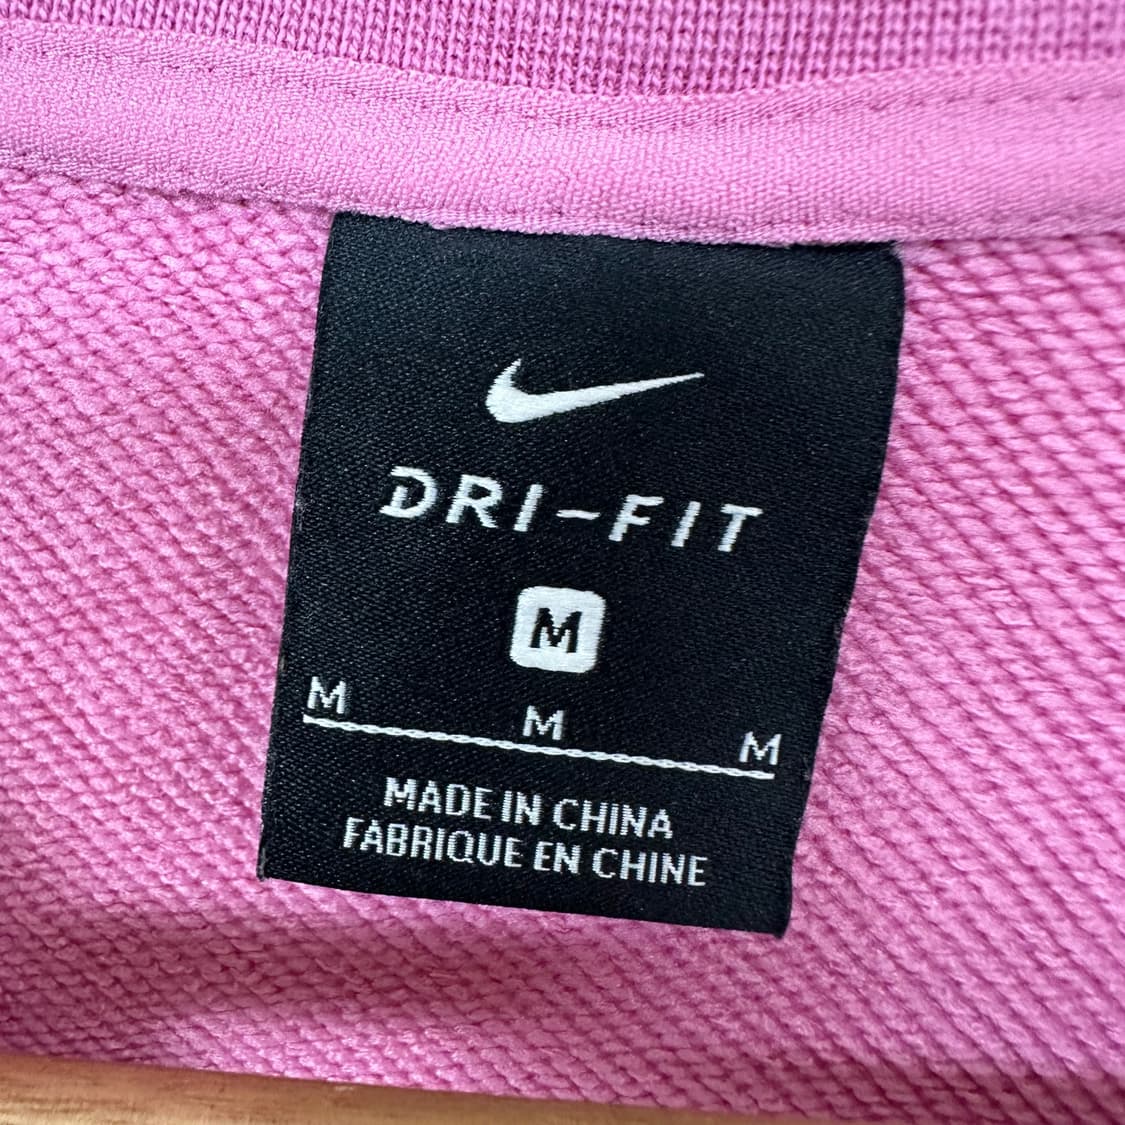 DRI-FIT
M
M M M
MADE IN CHINA
FABRIQUE EN CHINE